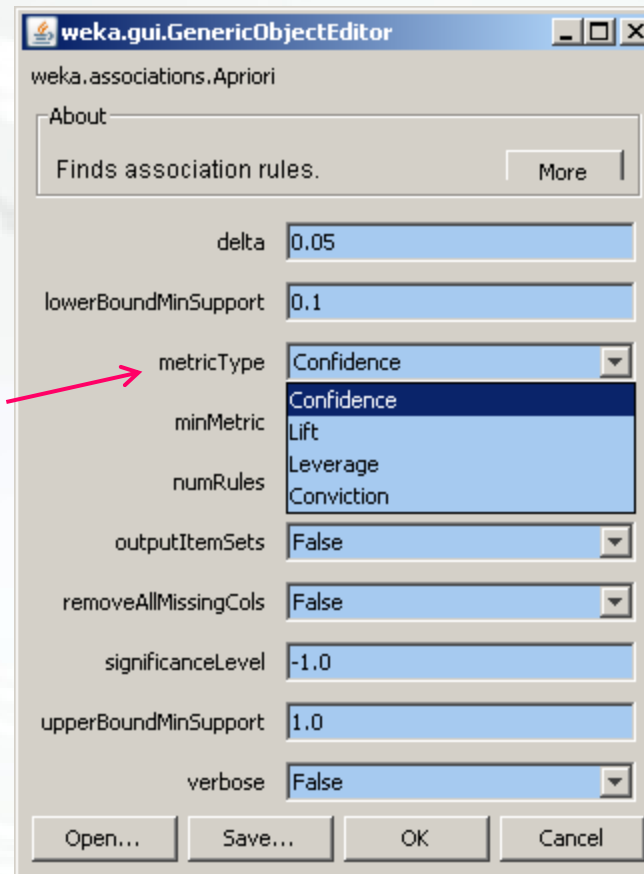 weka.gui.GenericObjectEditor
weka.associations.Apriori
About
Finds association rules.
More
delta 0.05
lowerBoundMinSupport 0.1
metricType Confidence
Confidence
minMetric
Lift
Leverage
numRules
Conviction
outputItemSets False
removeAllMissingCols False
significanceLevel -1.0
upperBoundMinSupport 1.0
verbose False
Open... Save... OK Cancel